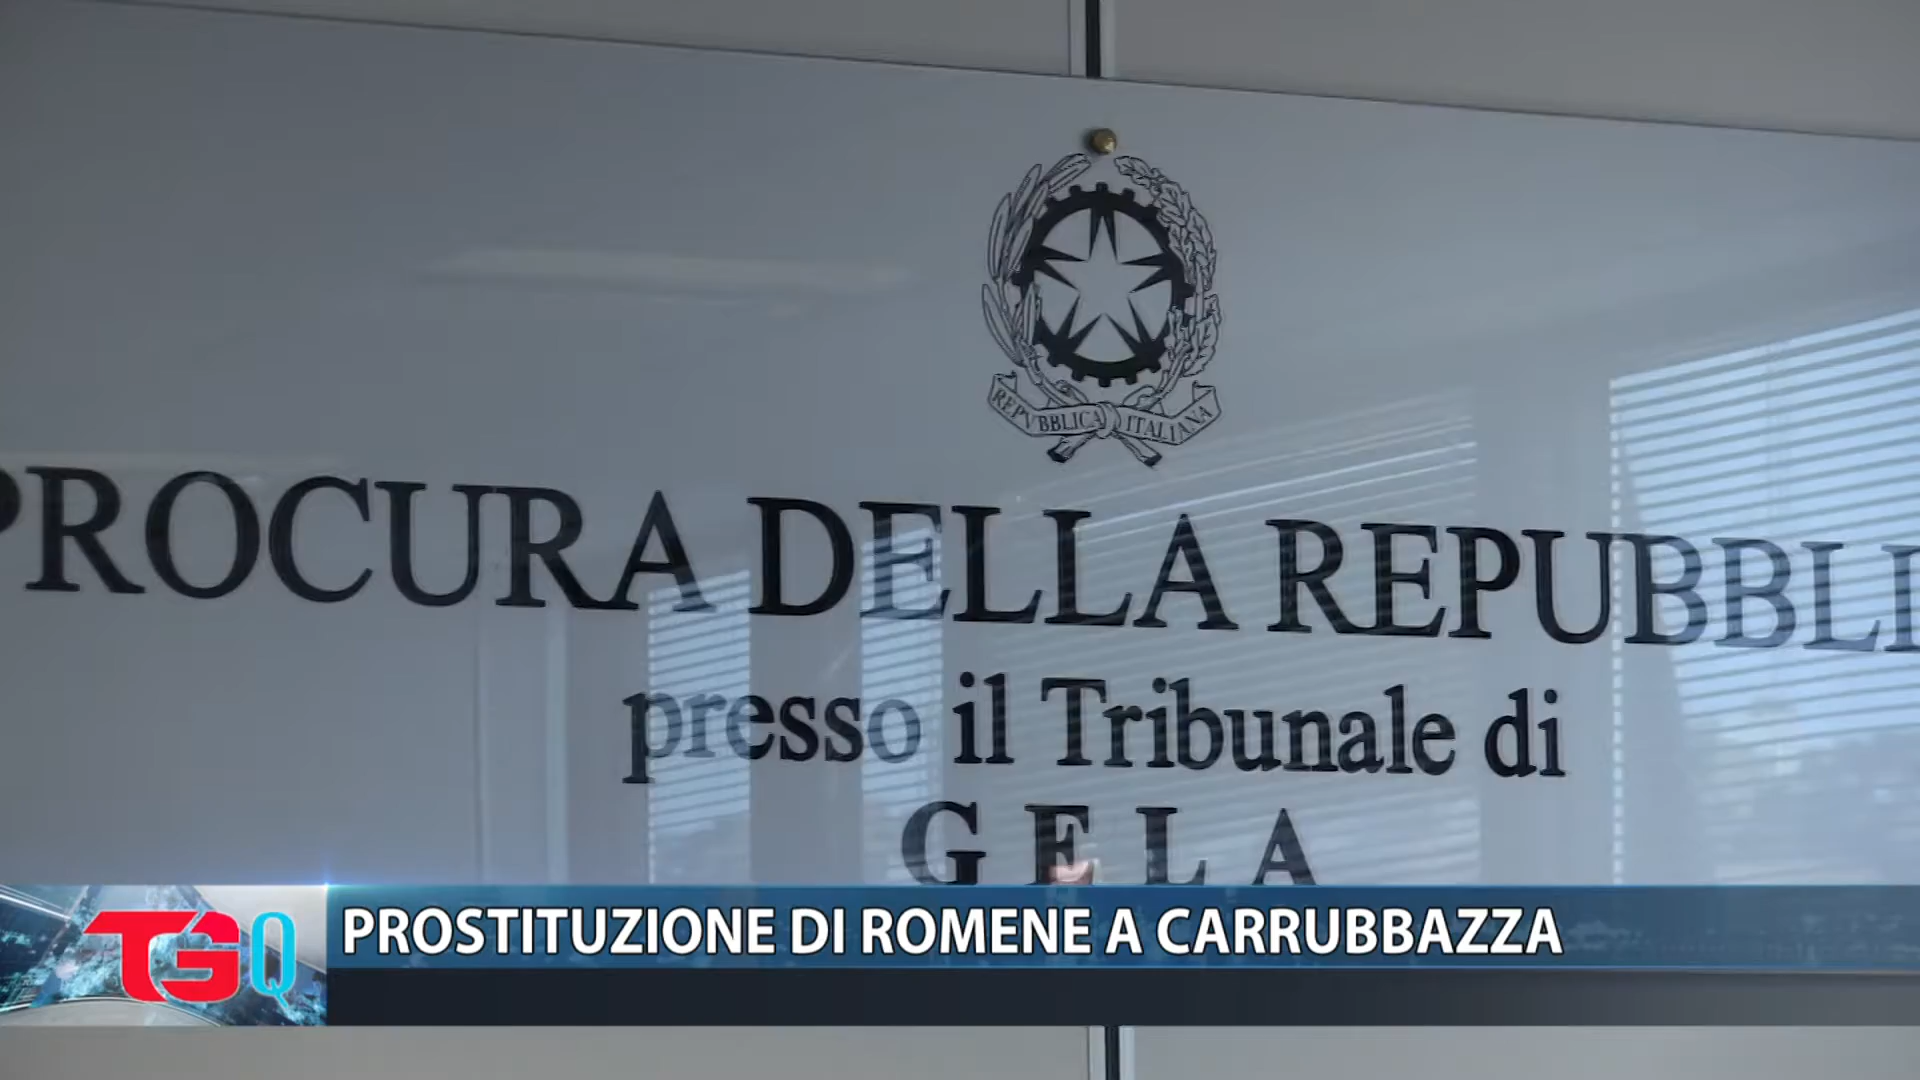 REPVBBLICA ITALIANA
PROCURA DELLA REPUBBLI
presso il Tribunale di
GELA
TGQ
PROSTITUZIONE DI ROMENE A CARRUBBAZZA